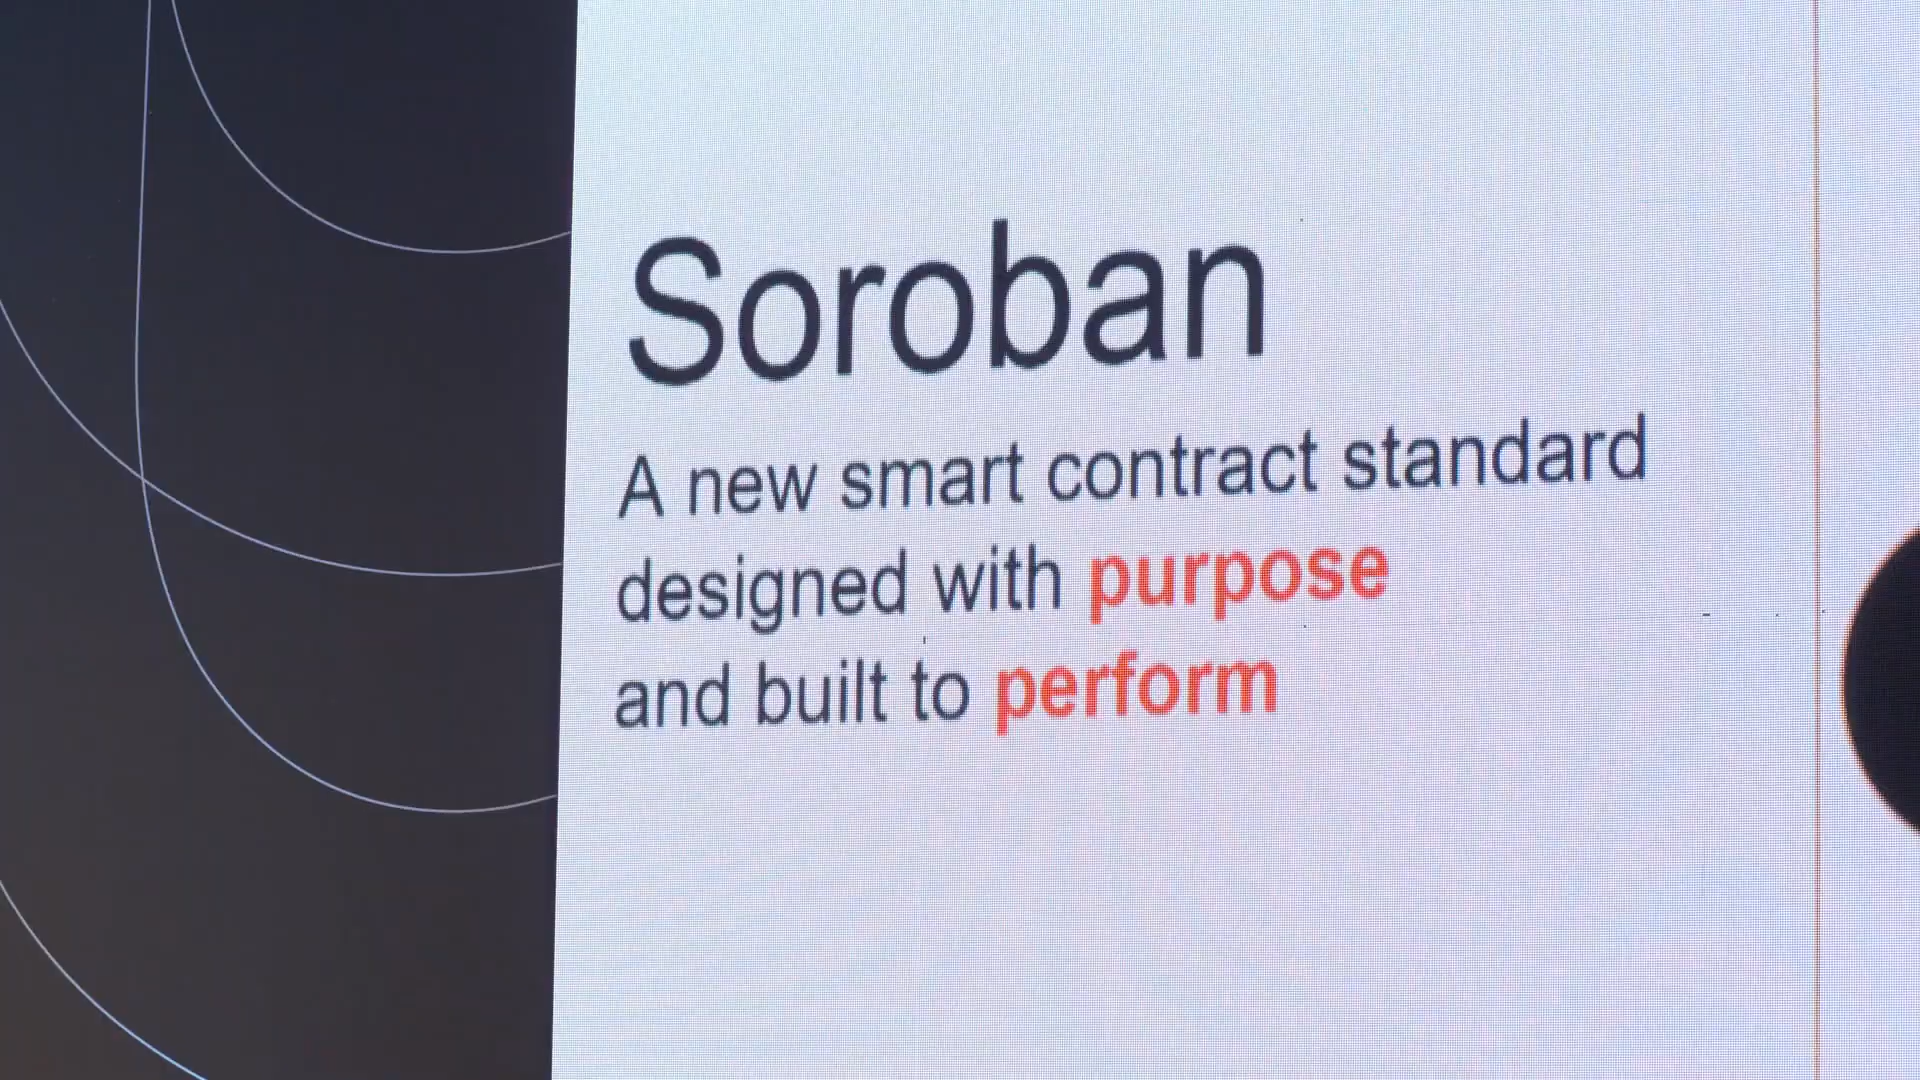 Soroban
A new smart contract standard
designed with purpose
and built to perform